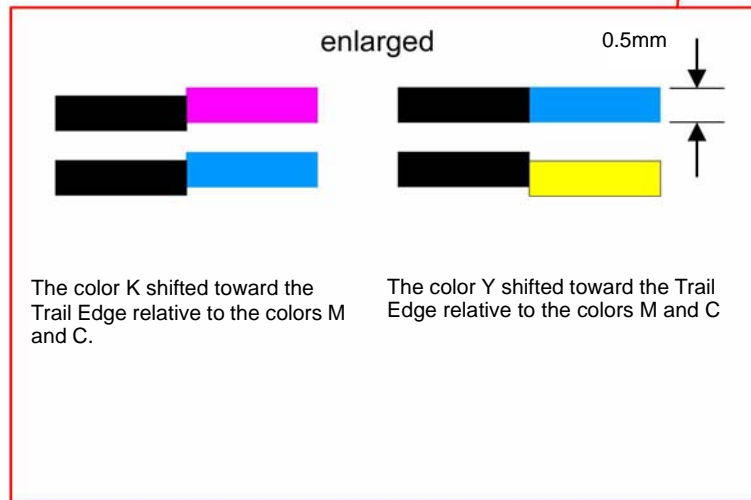 enlarged
0.5mm
The color K shifted toward the
Trail Edge relative to the colors M
and C.
The color Y shifted toward the Trail
Edge relative to the colors M and C